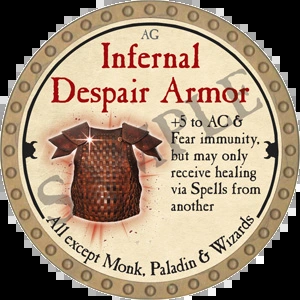 AG
Infernal
Despair Armor
+5 to AC &
Fear immunity,
but may only
receive healing
via Spells from
another
All except Monk, Paladin & Wizards
SAMPLE